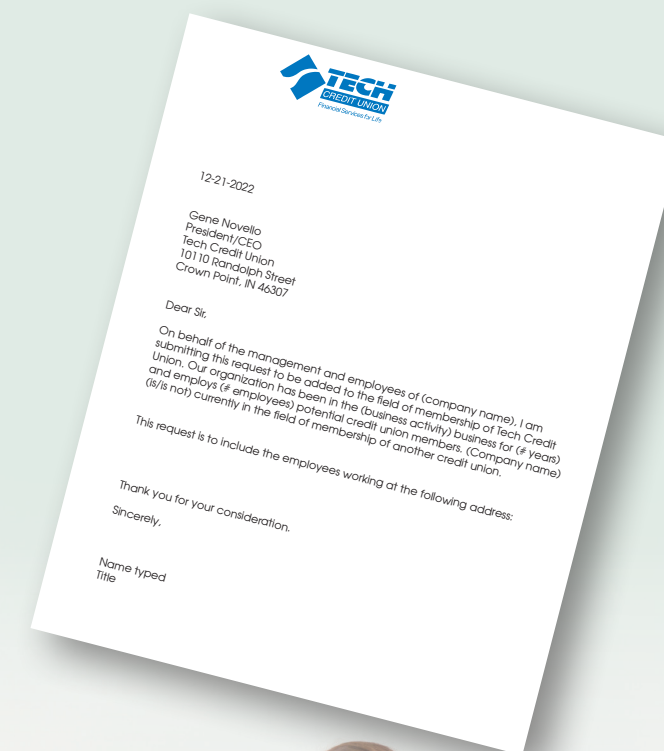 TECH
CREDIT UNION
Financial Services for Life
12-21-2022
Gene Novello
President/CEO
Tech Credit Union
10110 Randolph Street
Crown Point, IN 46307
Dear Sir,
On behalf of the management and employees of (company name), I am
submitting this request to be added to the field of membership of Tech Credit
Union. Our organization has been in the (business activity) business for (# years)
and employs (# employees) potential credit union members. (Company name)
(is/is not) currently in the field of membership of another credit union.
This request is to include the employees working at the following address:
Thank you for your consideration.
Sincerely,
Name typed
Title